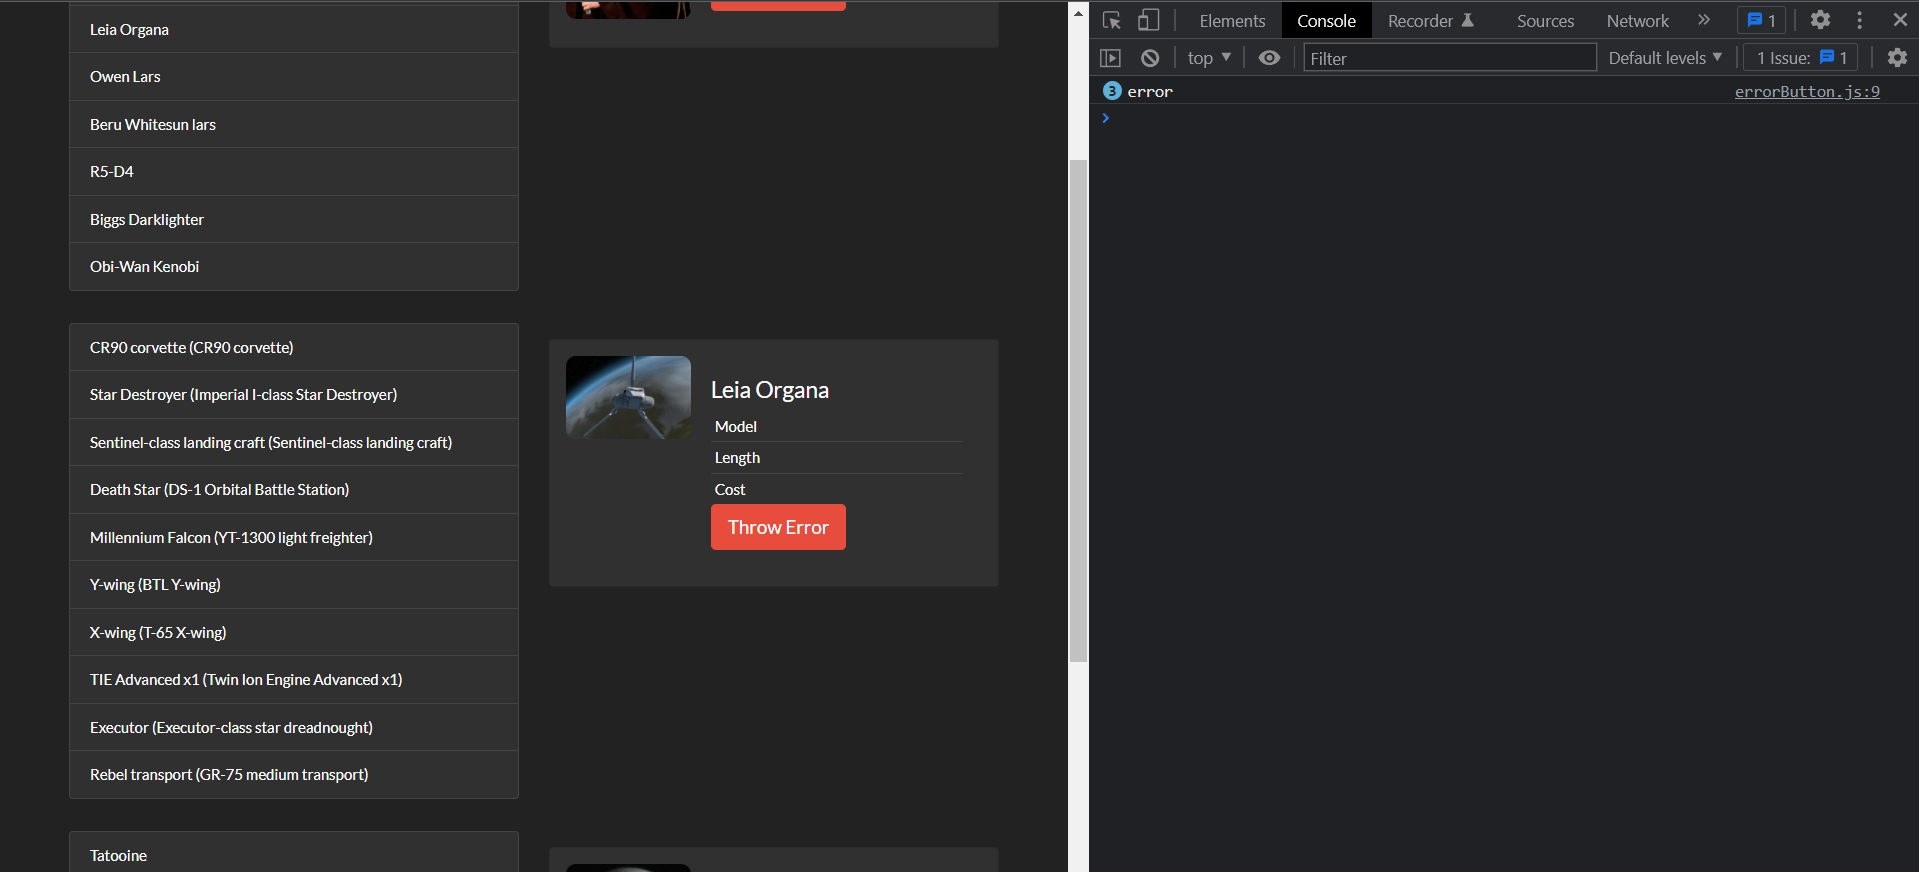 Leia Organa
Owen Lars
Beru Whitesun lars
R5-D4
Biggs Darklighter
Obi-Wan Kenobi
CR90 corvette (CR90 corvette)
Star Destroyer (Imperial I-class Star Destroyer)
Sentinel-class landing craft (Sentinel-class landing craft)
Death Star (DS-1 Orbital Battle Station)
Millennium Falcon (YT-1300 light freighter)
Y-wing (BTL Y-wing)
X-wing (T-65 X-wing)
TIE Advanced x1 (Twin Ion Engine Advanced x1)
Executor (Executor-class star dreadnought)
Rebel transport (GR-75 medium transport)
Tatooine
Leia Organa
Model
Length
Cost
Throw Error
Elements Console Recorder Sources Network 1
top Filter Default levels 1 Issue: 1
3 error errorButton.js:9